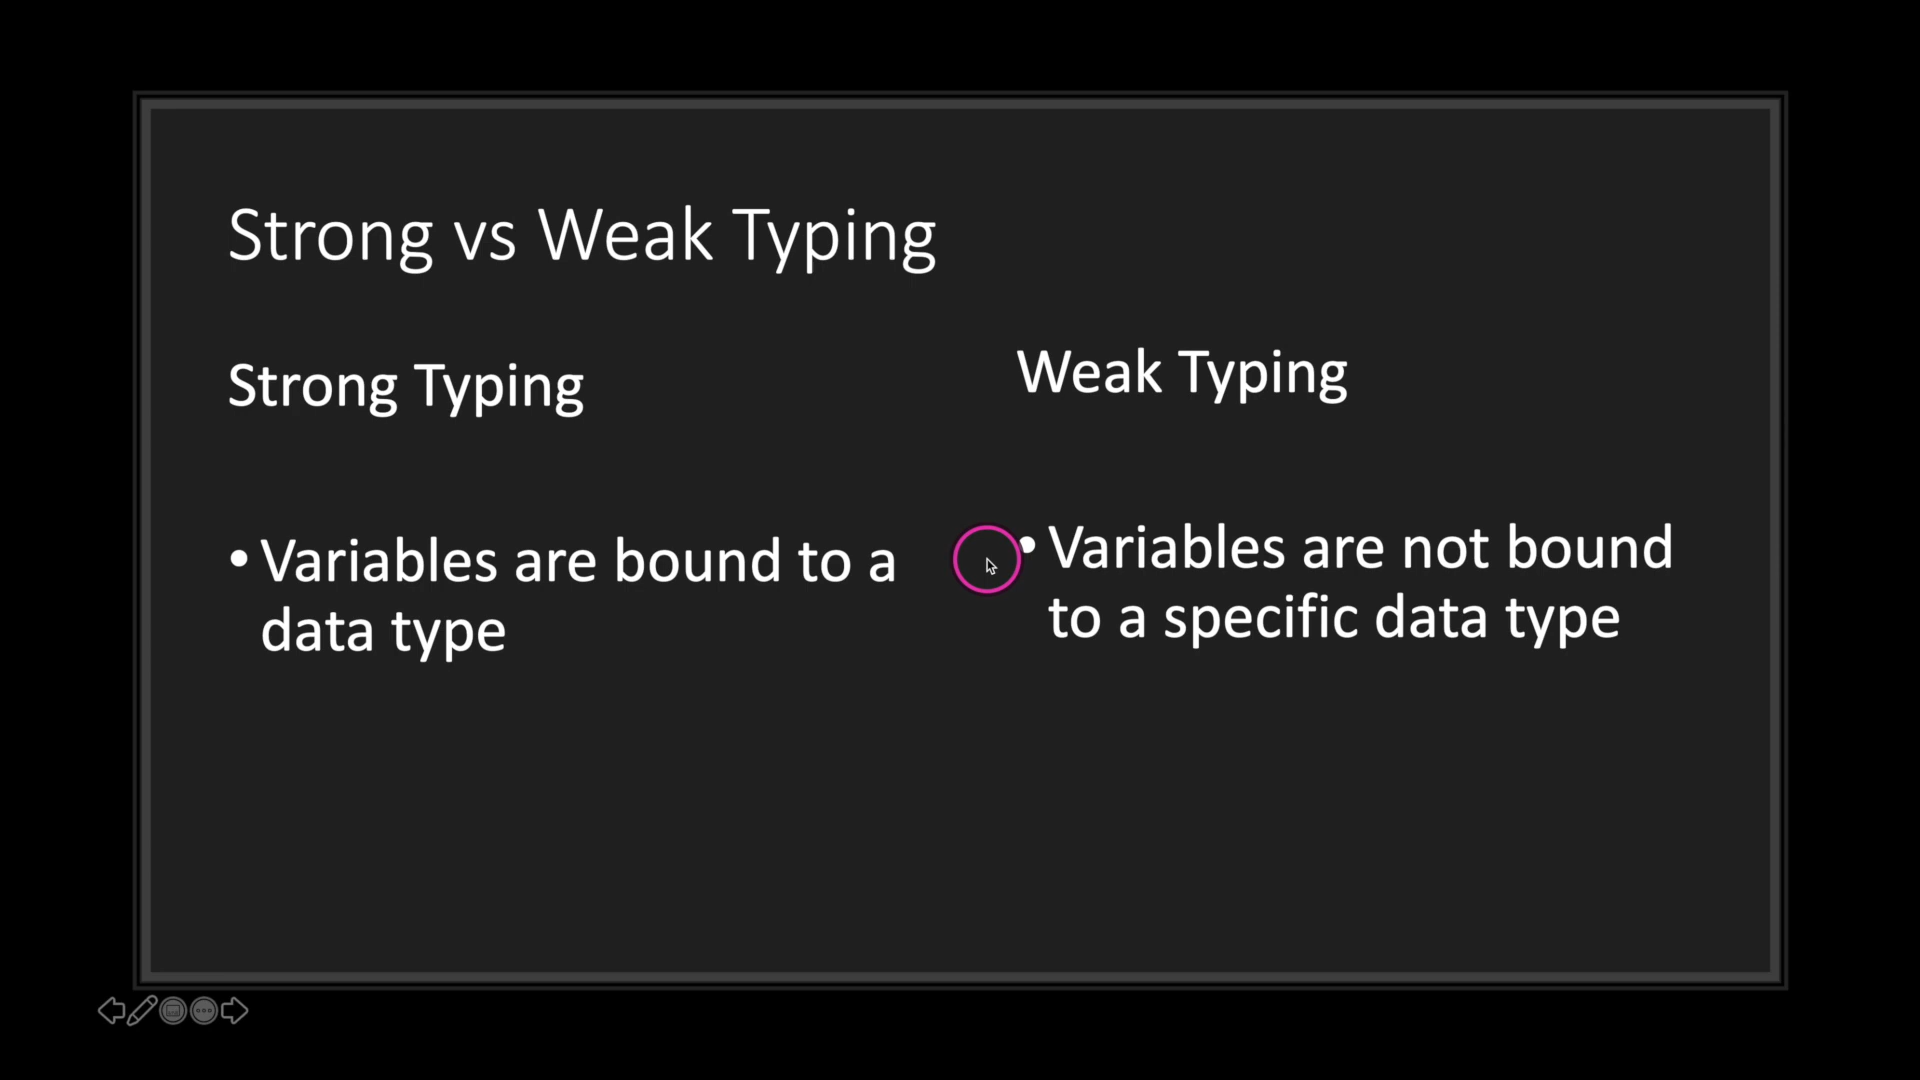 Strong vs Weak Typing
Strong Typing
• Variables are bound to a
data type
Weak Typing
• Variables are not bound
to a specific data type